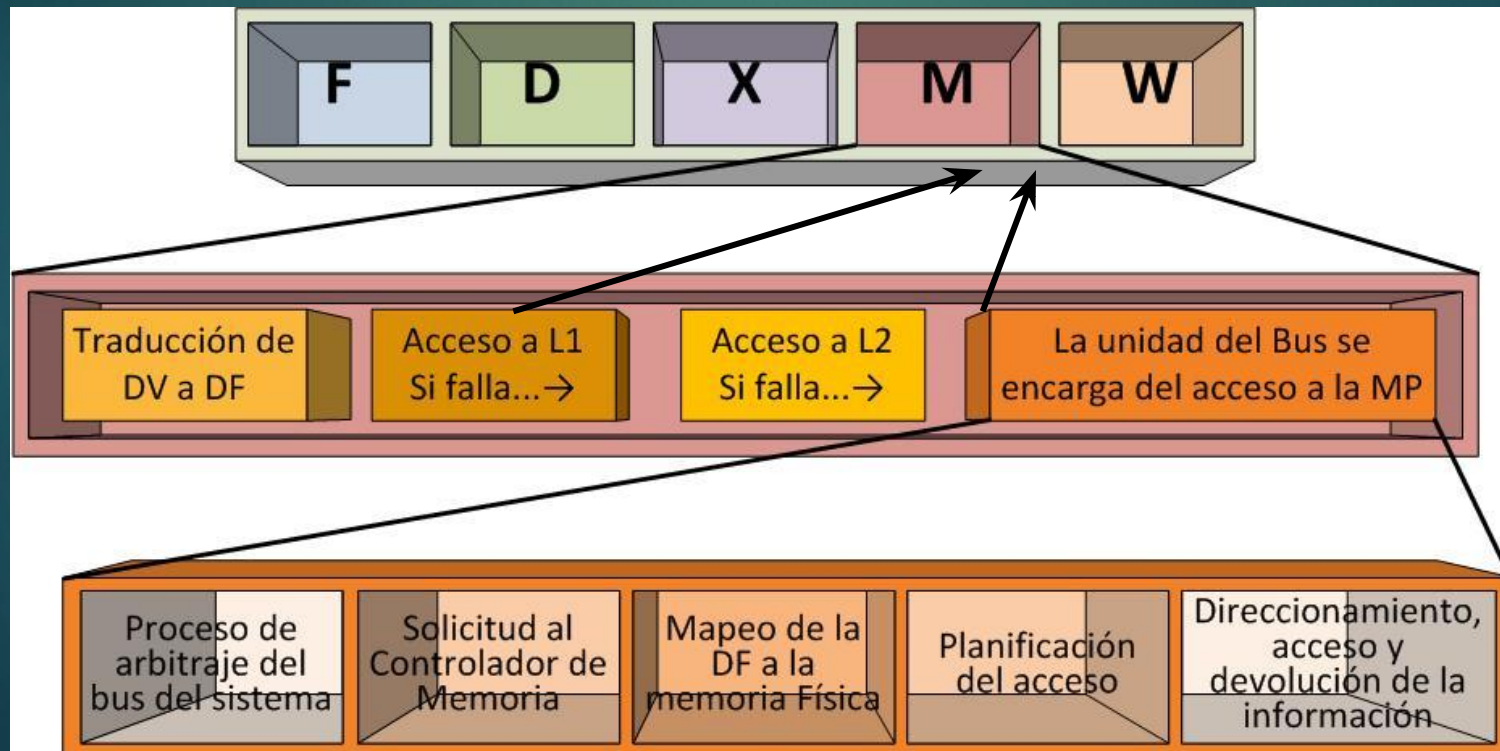 F
D
X
M
W
Traducción de
DV a DF
Acceso a L1
Si falla...→
Acceso a L2
Si falla...→
La unidad del Bus se
encarga del acceso a la MP
Proceso de
arbitraje del
bus del sistema
Solicitud al
Controlador de
Memoria
Mapeo de la
DF a la
memoria Física
Planificación
del acceso
Direccionamiento,
acceso y
devolución de la
información